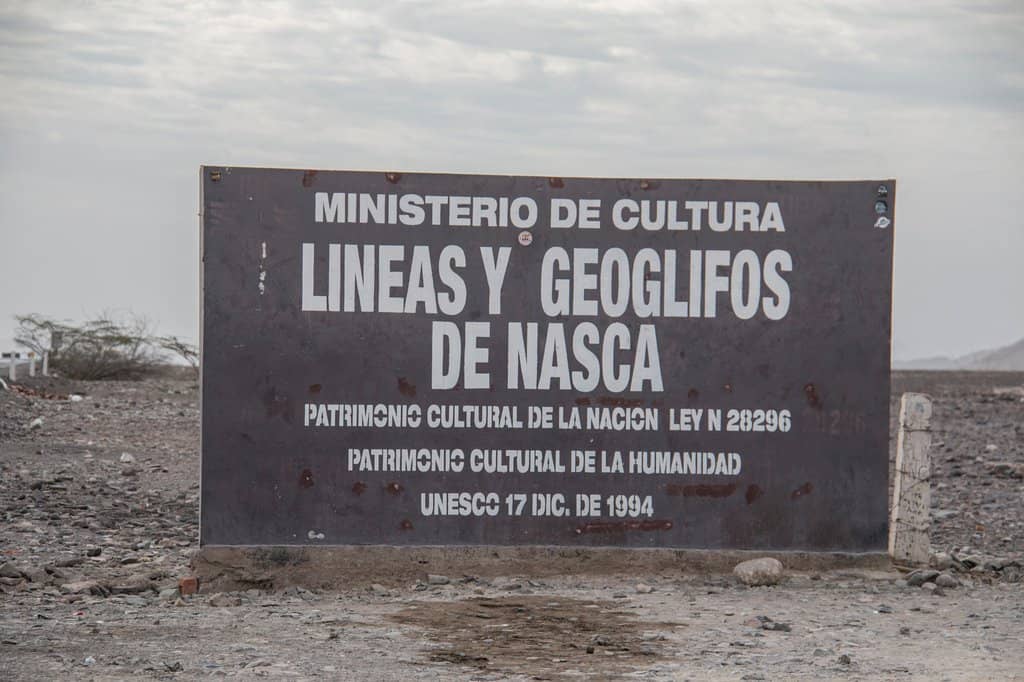 MINISTERIO DE CULTURA
LINEAS Y GEOGLIFOS
DE NASCA
PATRIMONIO CULTURAL DE LA NACION LEY N 28296
PATRIMONIO CULTURAL DE LA HUMANIDAD
UNESCO 17 DIC. DE 1994